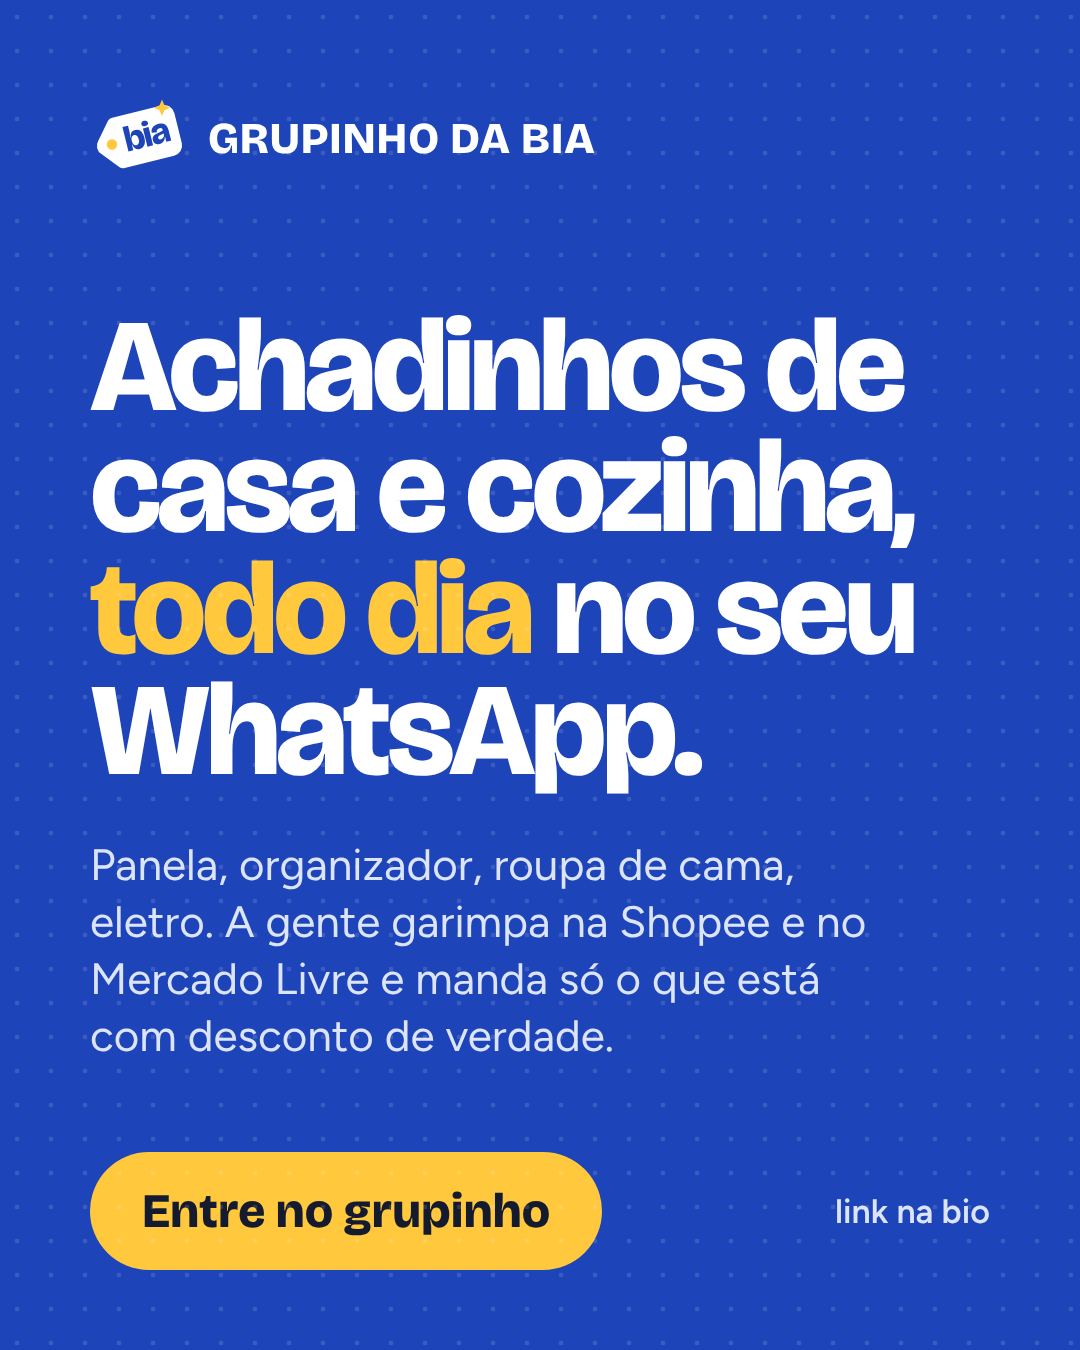 bia
GRUPINHO DA BIA
Achadinhos de
casa e cozinha,
todo dia no seu
WhatsApp.
Panela, organizador, roupa de cama,
eletro. A gente garimpa na Shopee e no
Mercado Livre e manda só o que está
com desconto de verdade.
Entre no grupinho
link na bio